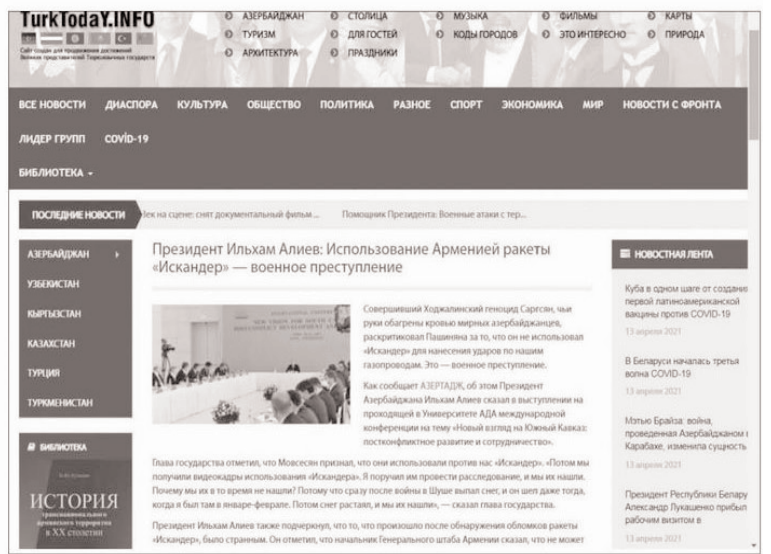 TurkTodaY.INFO
Сайт создан для продвижения достижений
Великих представителей Тюркоязычных государств
АЗЕРБАЙДЖАН
СТОЛИЦА
МУЗЫКА
ФИЛЬМЫ
КАРТЫ
ТУРИЗМ
ДЛЯ ГОСТЕЙ
КОДЫ ГОРОДОВ
ЭТО ИНТЕРЕСНО
ПРИРОДА
АРХИТЕКТУРА
ПРАЗДНИКИ
ВСЕ НОВОСТИ ДИАСПОРА КУЛЬТУРА ОБЩЕСТВО ПОЛИТИКА РАЗНОЕ СПОРТ ЭКОНОМИКА МИР НОВОСТИ С ФРОНТА
ЛИДЕР ГРУПП COVİD-19
БИБЛИОТЕКА
ПОСЛЕДНИЕ НОВОСТИ
на сцене: снят документальный фильм ...
Помощник Президента: Военные атаки с тер...
АЗЕРБАЙДЖАН
УЗБЕКИСТАН
КЫРГЫЗСТАН
КАЗАХСТАН
ТУРЦИЯ
ТУРКМЕНИСТАН
БИБЛИОТЕКА
ИСТОРИЯ
транснационального
армянского терроризма
в XX столетии
Президент Ильхам Алиев: Использование Арменией ракеты
«Искандер» — военное преступление
Совершивший Ходжалинский геноцид Саргсян, чьи
руки обагрены кровью мирных азербайджанцев,
раскритиковал Пашиняна за то, что он не использовал
«Искандер» для нанесения ударов по нашим
газопроводам. Это — военное преступление.
Как сообщает АЗЕРТАДЖ, об этом Президент
Азербайджана Ильхам Алиев сказал в выступлении на
проходящей в Университете АДА международной
конференции на тему «Новый взгляд на Южный Кавказ:
постконфликтное развитие и сотрудничество».
Глава государства отметил, что Мовсесян признал, что они использовали против нас «Искандер». «Потом мы
получили видеокадры использования «Искандера». Я поручил им провести расследование, и мы их нашли.
Почему мы их в то время не нашли? Потому что сразу после войны в Шуше выпал снег, и он шел даже тогда,
когда я был там в январе-феврале. Потом снег растаял, и мы их нашли», — сказал глава государства.
Президент Ильхам Алиев также подчеркнул, что то, что произошло после обнаружения обломков ракеты
«Искандер», было странным. Он отметил, что начальник Генерального штаба Армении сказал, что не может
НОВОСТНАЯ ЛЕНТА
Куба в одном шаге от создания
первой латиноамериканской
вакцины против COVID-19
13 апреля 2021
В Беларуси началась третья
волна COVID-19
13 апреля 2021
Мэтью Брайза: война,
проведенная Азербайджаном в
Карабахе, изменила сущность
13 апреля 2021
Президент Республики Белару
Александр Лукашенко прибыл
рабочим визитом в
13 апреля 2021